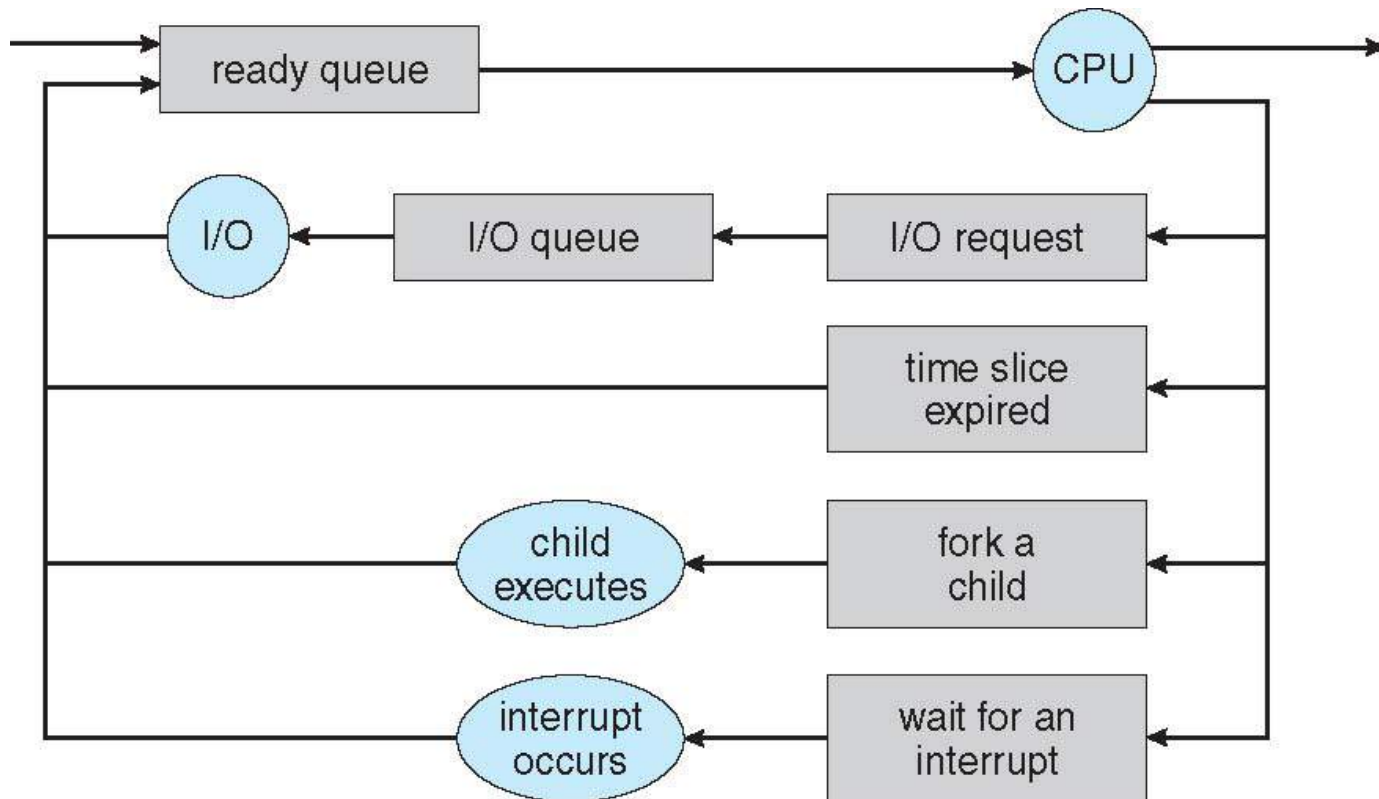 ready queue
CPU
I/O
I/O queue
I/O request
time slice
expired
child
executes
fork a
child
interrupt
occurs
wait for an
interrupt